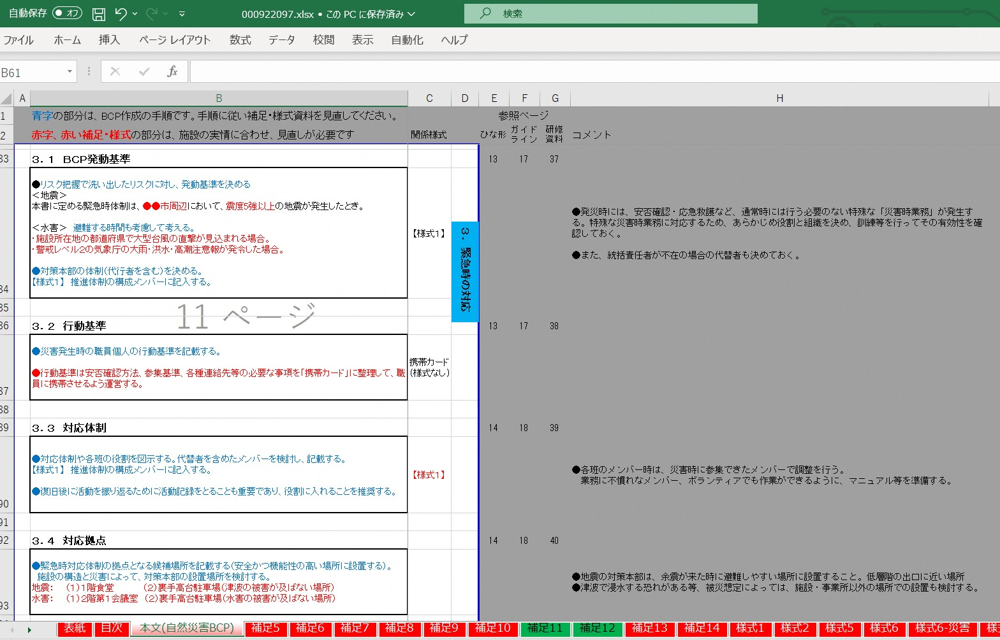 自動保存 オフ 000922097.xlsx • この PC に保存済み 検索
ファイル ホーム 挿入 ページ レイアウト 数式 データ 校閲 表示 自動化 ヘルプ
B61 fx
A B C D E F G H
1 青字の部分は、BCP作成の手順です。手順に従い補足・様式資料を見直してください。 参照ページ
2 赤字、赤い補足・様式の部分は、施設の実情に合わせ、見直しが必要です 関係様式 ひな形 ガイドライン 研修資料 コメント
33 3．1 BCP発動基準 13 17 37
●リスク把握で洗い出したリスクに対し、発動基準を決める
＜地震＞
本書に定める緊急時体制は、●●市周辺において、震度5強以上の地震が発生したとき。
＜水害＞ 避難する時間も考慮して考える。
・施設所在地の都道府県で大型台風の直撃が見込まれる場合。
・警戒レベル2の気象庁の大雨・洪水・高潮注意報が発令した場合。
●対策本部の体制（代行者を含む）を決める。
【様式1】 推進体制の構成メンバーに記入する。
【様式1】
3．緊急時の対応
●発災時には、安否確認・応急救護など、通常時には行う必要のない特殊な「災害時業務」が発生す
る。特殊な災害時業務に対応するため、あらかじめ役割と組織を決め、訓練等を行ってその有効性を確
認しておく。
●また、統括責任者が不在の場合の代替者も決めておく。
34
35
11 ページ
36 3．2 行動基準 13 17 38
●災害発生時の職員個人の行動基準を記載する。
●行動基準は安否確認方法、参集基準、各種連絡先等の必要な事項を「携帯カード」に整理して、職
員に携帯させるよう運営する。
携帯カード
（様式なし）
37
38
39 3．3 対応体制 14 18 39
●対応体制や各班の役割を図示する。代替者を含めたメンバーを検討し、記載する。
【様式1】 推進体制の構成メンバーに記入する。
●復旧後に活動を振り返るために活動記録をとることも重要であり、役割に入れることを推奨する。
【様式1】
●各班のメンバー時は、災害時に参集できたメンバーで調整を行う。
業務に不慣れなメンバー、ボランティアでも作業ができるように、マニュアル等を準備する。
90
91
92 3．4 対応拠点 14 18 40
●緊急時対応体制の拠点となる候補場所を記載する（安全かつ機能性の高い場所に設置する）。
施設の構造と災害によって、対策本部の設置場所を検討する。
地震： （1）1階食堂 （2）裏手高台駐車場（津波の被害が及ばない場所）
水害： （1）2階第1会議室 （2）裏手高台駐車場（水害の被害が及ばない場所）
●地震の対策本部は、余震が来た時に避難しやすい場所に設置すること。低層階の出口に近い場所
●津波で浸水する恐れがある等、被災想定によっては、施設・事業所以外の場所での設置も検討する。
93
表紙 目次 本文(自然災害BCP) 補足5 補足6 補足7 補足8 補足9 補足10 補足11 補足12 補足13 補足14 様式1 様式2 様式5 様式6 様式6-災害